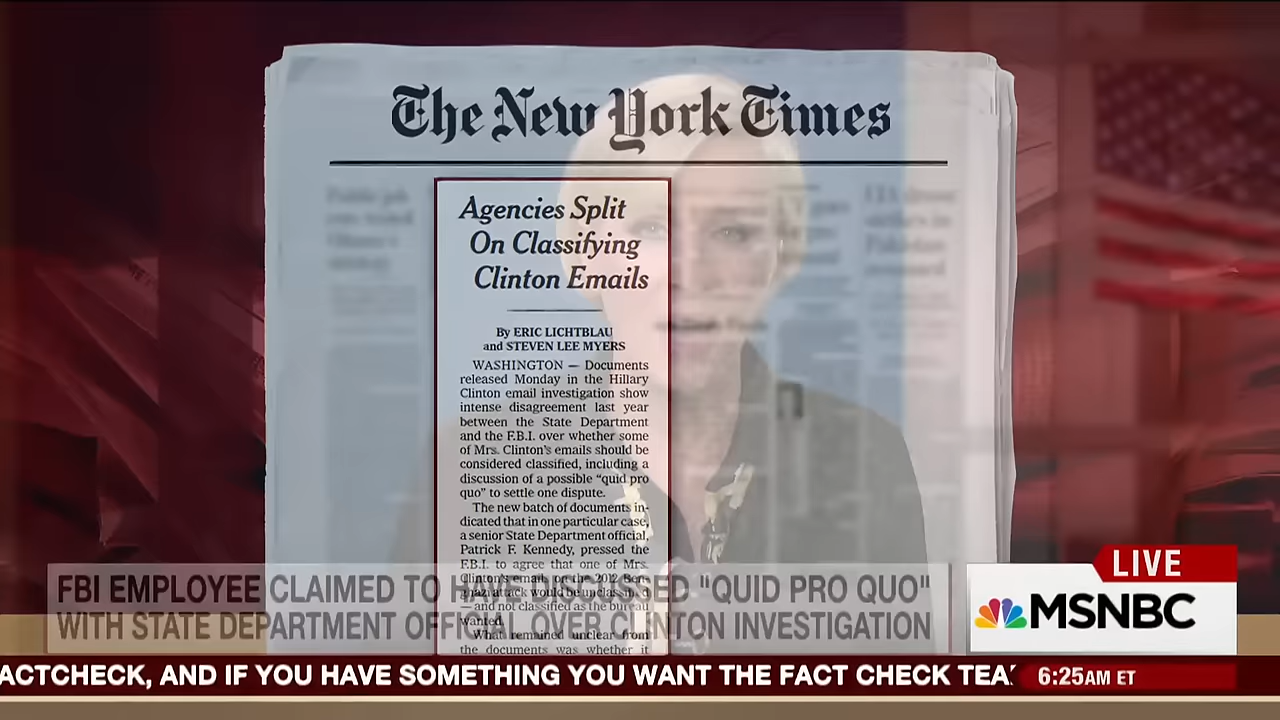 The New York Times
Agencies Split
On Classifying
Clinton Emails
By ERIC LICHTBLAU
and STEVEN LEE MYERS
WASHINGTON — Documents
released Monday in the Hillary
Clinton email investigation show
intense disagreement last year
between the State Department
and the F.B.I. over whether some
of Mrs. Clinton's emails should be
considered classified, including a
discussion of a possible "quid pro
quo" to settle one dispute.
The new batch of documents in-
dicated that in one particular case,
a senior State Department official,
Patrick F. Kennedy, pressed the
F.B.I. to agree that one of Mrs.
Clinton's emails on the 2012 Ben-
ghazi attack would be unclassified
— and not classified as the bureau
wanted.
What remained unclear from
the documents was whether it
FBI EMPLOYEE CLAIMED TO HAVE DISCUSSED "QUID PRO QUO"
WITH STATE DEPARTMENT OFFICIAL OVER CLINTON INVESTIGATION
LIVE
MSNBC
ACTCHECK, AND IF YOU HAVE SOMETHING YOU WANT THE FACT CHECK TEA
6:25AM ET